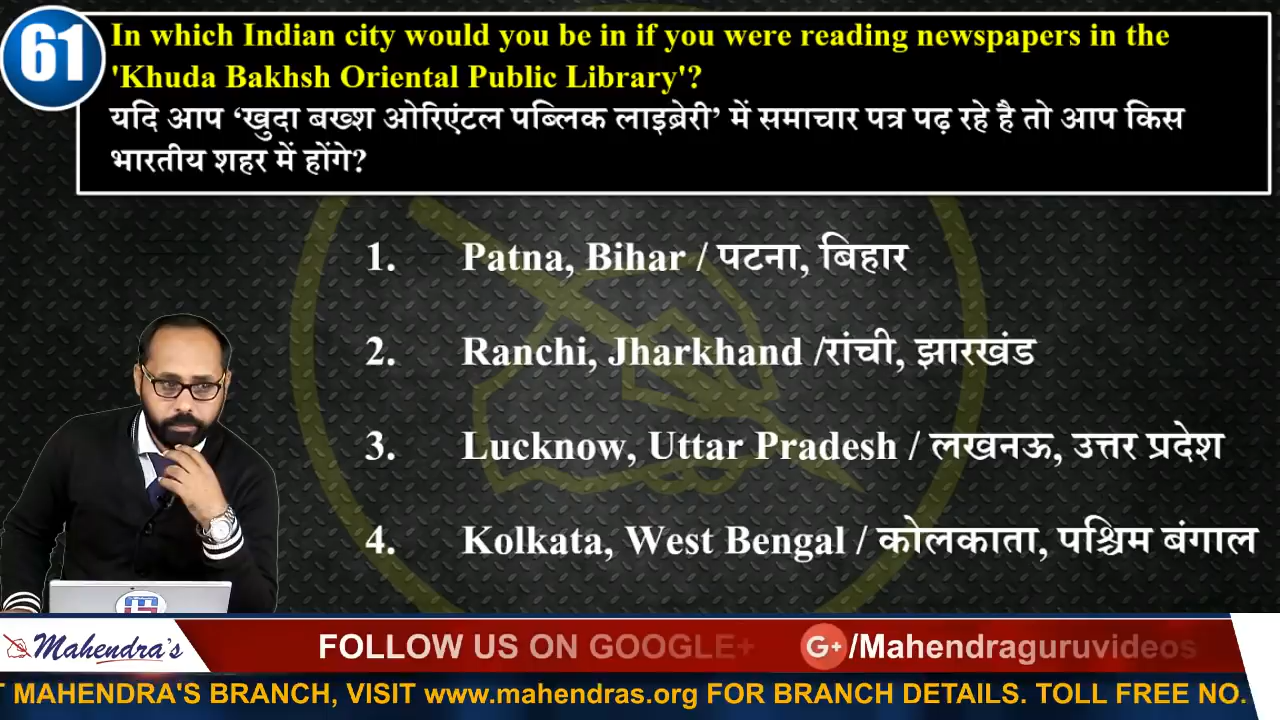 61
In which Indian city would you be in if you were reading newspapers in the
'Khuda Bakhsh Oriental Public Library'?
यदि आप ‘खुदा बख्श ओरिएंटल पब्लिक लाइब्रेरी’ में समाचार पत्र पढ़ रहे है तो आप किस
भारतीय शहर में होंगे?
1. Patna, Bihar / पटना, बिहार
2. Ranchi, Jharkhand /रांची, झारखंड
3. Lucknow, Uttar Pradesh / लखनऊ, उत्तर प्रदेश
4. Kolkata, West Bengal / कोलकाता, पश्चिम बंगाल
Mahendra's FOLLOW US ON GOOGLE+ G+/Mahendraguruvideos
T MAHENDRA'S BRANCH, VISIT www.mahendras.org FOR BRANCH DETAILS. TOLL FREE NO.